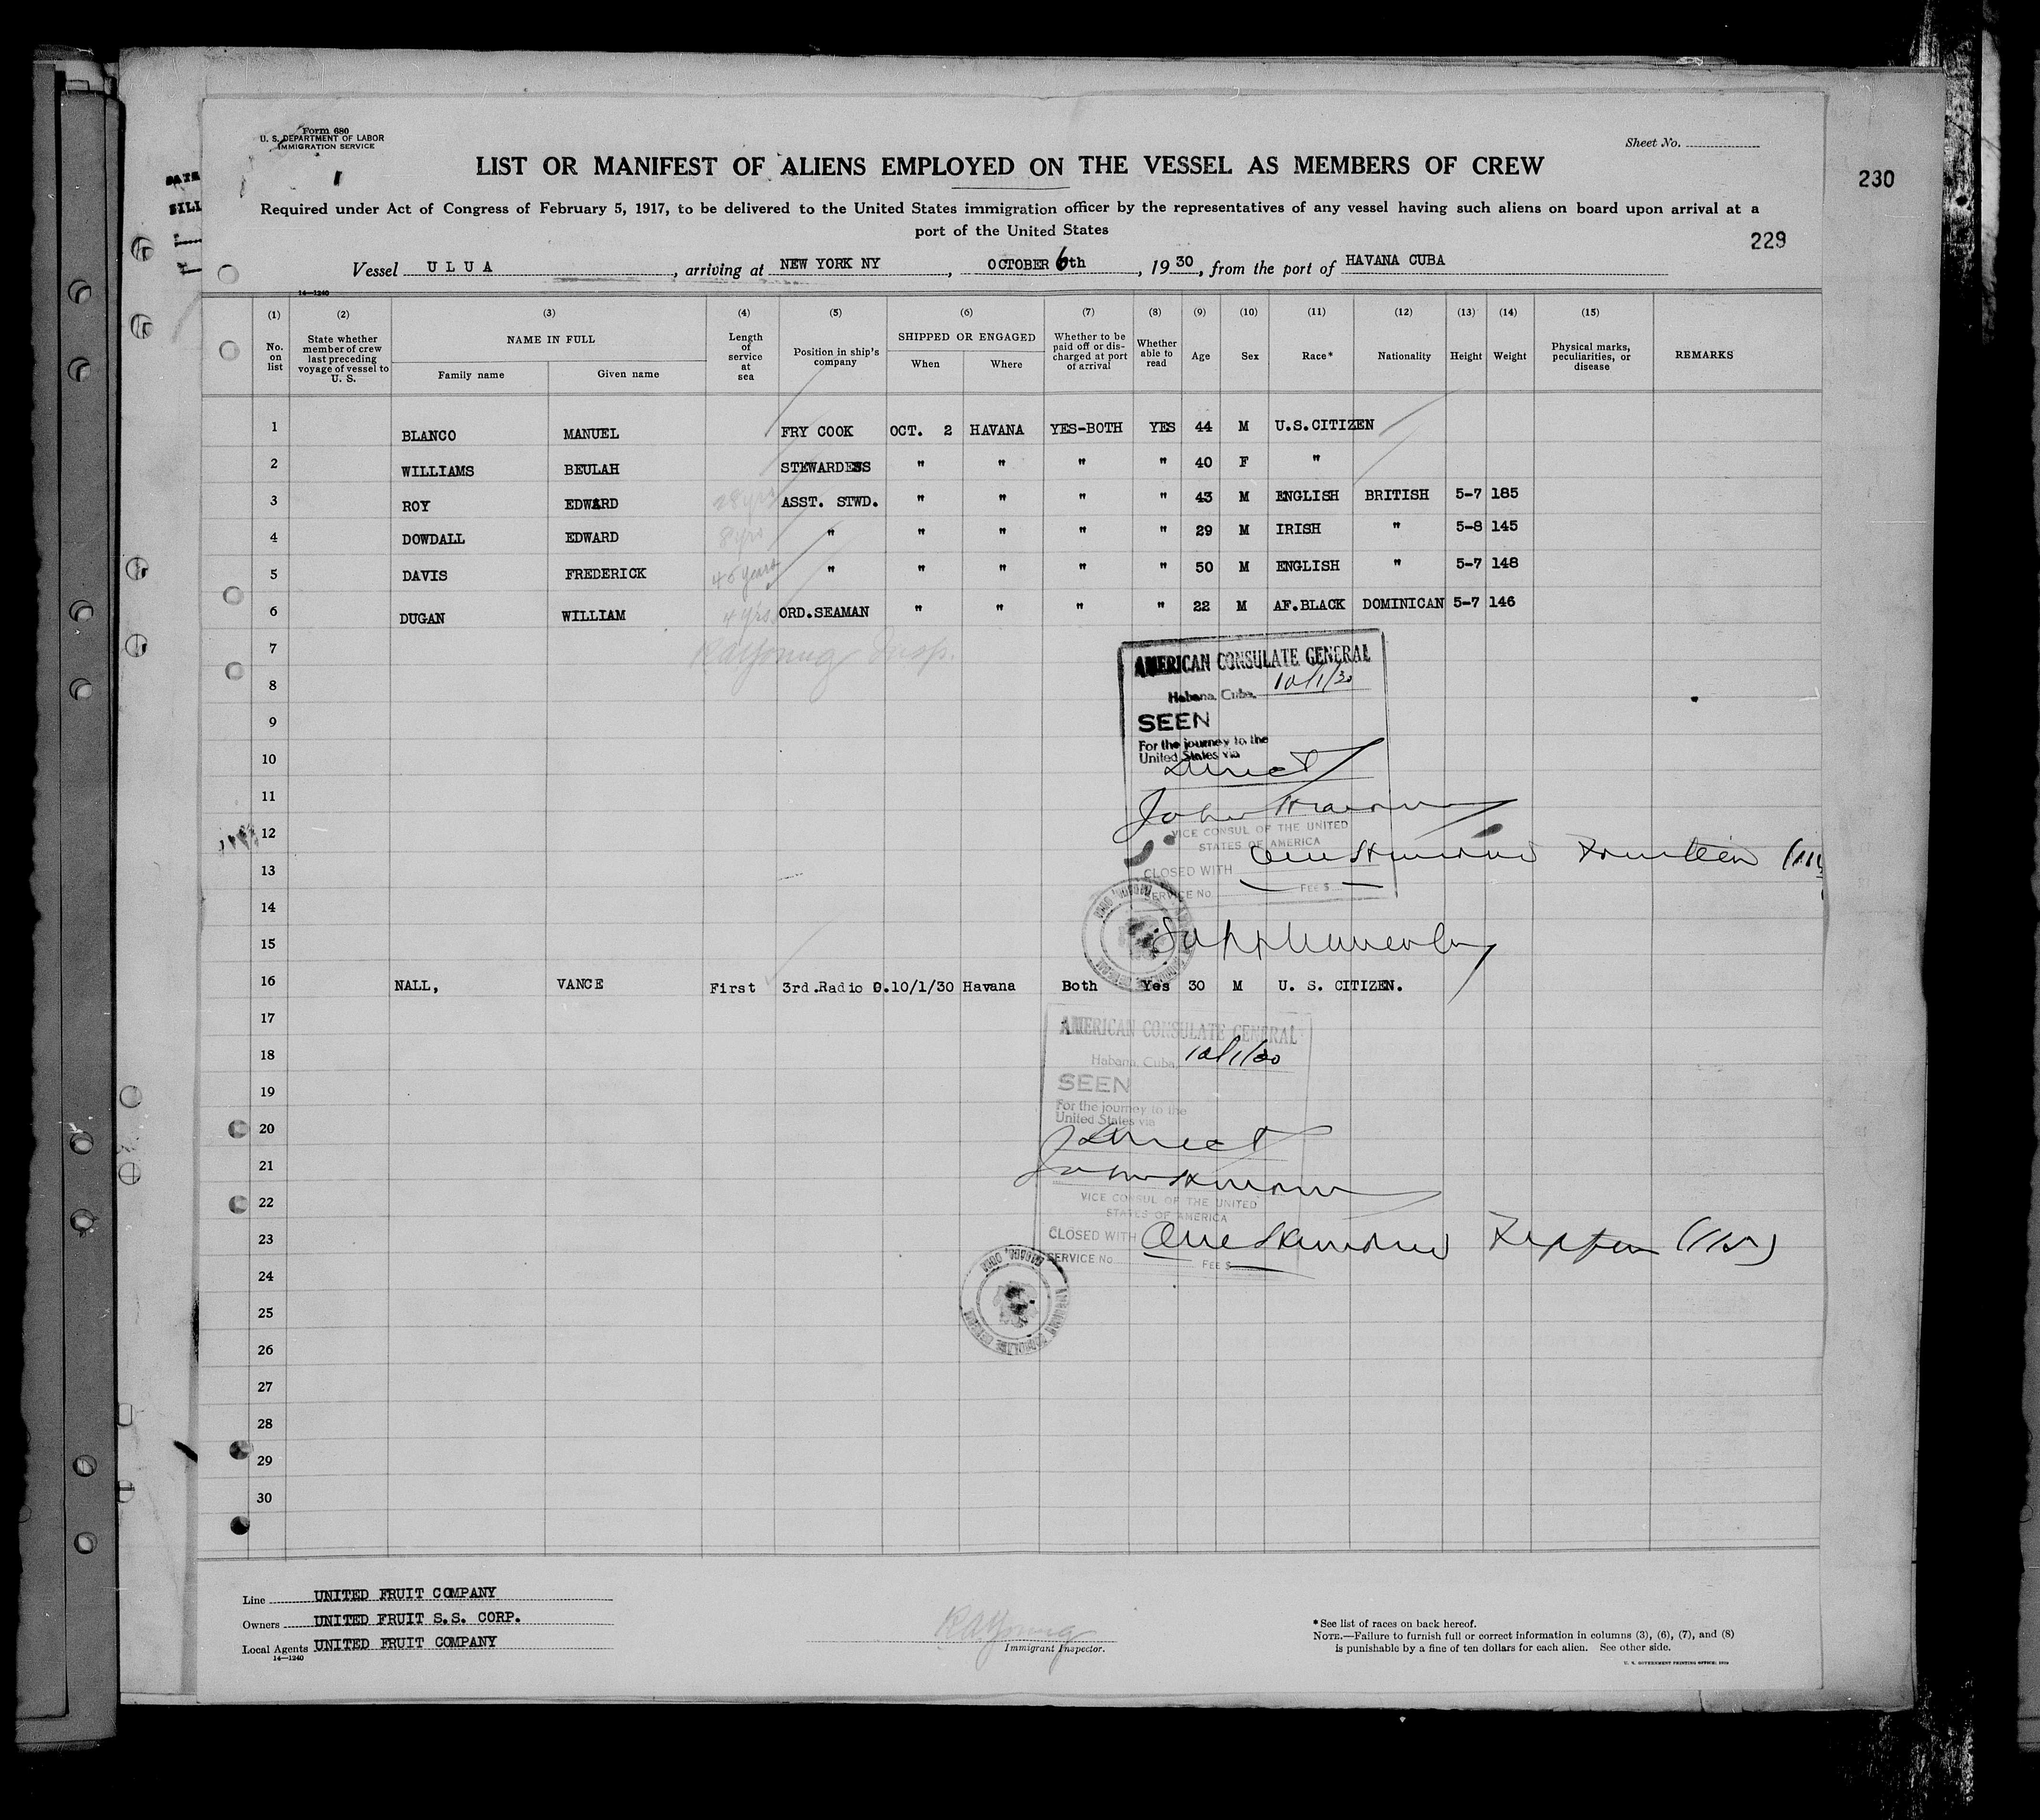 Form 680
U. S. DEPARTMENT OF LABOR
IMMIGRATION SERVICE
Sheet No.
LIST OR MANIFEST OF ALIENS EMPLOYED ON THE VESSEL AS MEMBERS OF CREW
230
Required under Act of Congress of February 5, 1917, to be delivered to the United States immigration officer by the representatives of any vessel having such aliens on board upon arrival at a
port of the United States
229
Vessel ULUA, arriving at NEW YORK NY, OCTOBER 6th, 1930, from the port of HAVANA CUBA
14—1240
(1) (2) (3) (4) (5) (6) (7) (8) (9) (10) (11) (12) (13) (14) (15)
No. on list State whether member of crew last preceding voyage of vessel to U. S. NAME IN FULL Family name Given name Length of service at sea Position in ship's company SHIPPED OR ENGAGED When Where Whether to be paid off or discharged at port of arrival Whether able to read Age Sex Race* Nationality Height Weight Physical marks, peculiarities, or disease REMARKS
1 BLANCO MANUEL FRY COOK OCT. 2 HAVANA YES-BOTH YES 44 M U.S.CITIZEN
2 WILLIAMS BEULAH STEWARDESS " " " " 40 F "
3 ROY EDWARD 28 yrs ASST. STWD. " " " " 43 M ENGLISH BRITISH 5-7 185
4 DOWDALL EDWARD 8 yrs " " " " " 29 M IRISH " 5-8 145
5 DAVIS FREDERICK years " " " " " 50 M ENGLISH " 5-7 148
6 DUGAN WILLIAM 4 yrs. ORD.SEAMAN " " " " 22 M AF.BLACK DOMINICAN 5-7 146
7 RAYoung Insp.
AMERICAN CONSULATE GENERAL
8 Habana, Cuba, 10/1/30
9 SEEN
For the journey to the
10 United States via
Direct
11
12 VICE CONSUL OF THE UNITED
STATES OF AMERICA
13 CLOSED WITH One Hundred Fourteen
SERVICE No. FEE $
14
15 Supplementary
16 NALL, VANCE First 3rd.Radio O. 10/1/30 Havana Both Yes 30 M U. S. CITIZEN.
17 AMERICAN CONSULATE GENERAL
18 Habana, Cuba, 10/1/30
19 SEEN
For the journey to the
United States via
20 Direct
21
22 VICE CONSUL OF THE UNITED
STATES OF AMERICA
23 CLOSED WITH One Hundred Fifteen (115)
SERVICE No. FEE $
24
25
26
27
28
29
30
Line UNITED FRUIT COMPANY
Owners UNITED FRUIT S.S. CORP.
Local Agents UNITED FRUIT COMPANY
14—1240
RAYoung
Immigrant Inspector.
*See list of races on back hereof.
NOTE.—Failure to furnish full or correct information in columns (3), (6), (7), and (8)
is punishable by a fine of ten dollars for each alien. See other side.
U. S. GOVERNMENT PRINTING OFFICE: